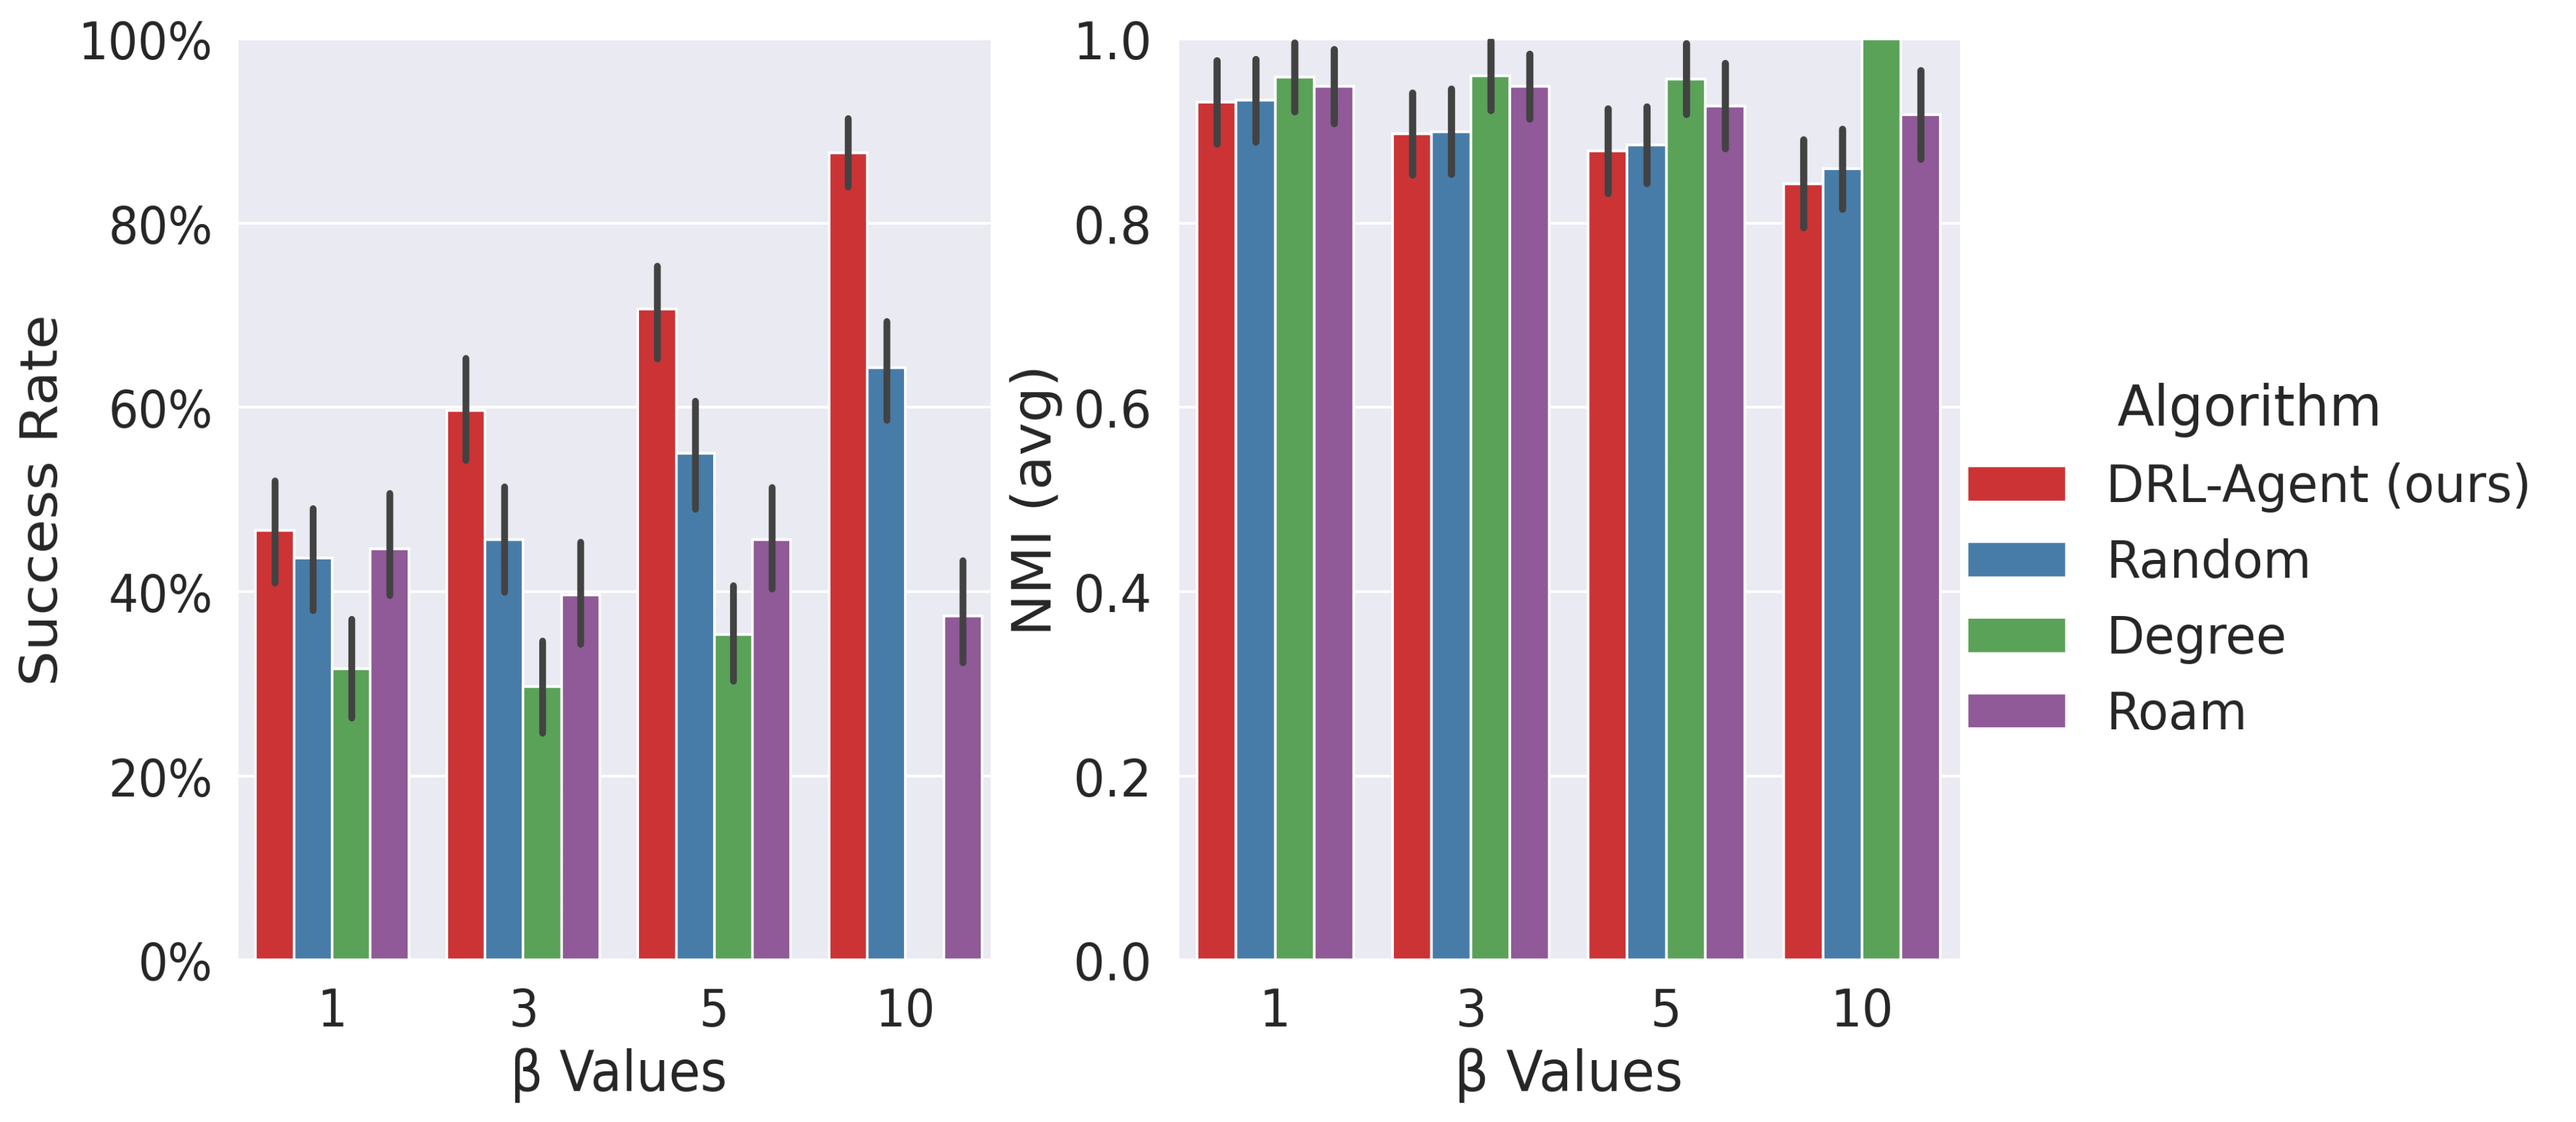 100%
80%
60%
40%
20%
0%
Success Rate
1 3 5 10
β Values
1.0
0.8
0.6
0.4
0.2
0.0
NMI (avg)
1 3 5 10
β Values
Algorithm
DRL-Agent (ours)
Random
Degree
Roam